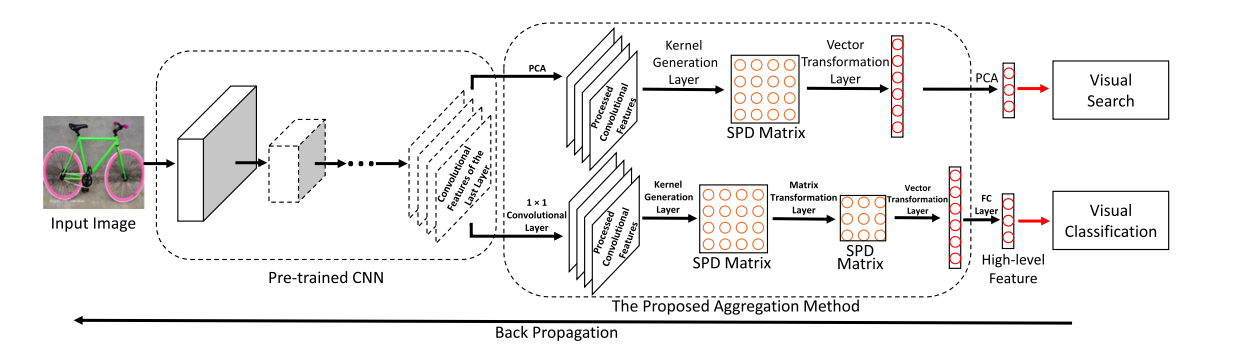 Input Image
Pre-trained CNN
Convolutional
Features of the
Last Layer
PCA
Processed
Convolutional
Features
Kernel
Generation
Layer
SPD Matrix
Vector
Transformation
Layer
PCA
Visual
Search
1 × 1
Convolutional
Layer
Processed
Convolutional
Features
Kernel
Generation
Layer
SPD Matrix
Matrix
Transformation
Layer
SPD
Matrix
Vector
Transformation
Layer
FC
Layer
High-level
Feature
Visual
Classification
The Proposed Aggregation Method
Back Propagation